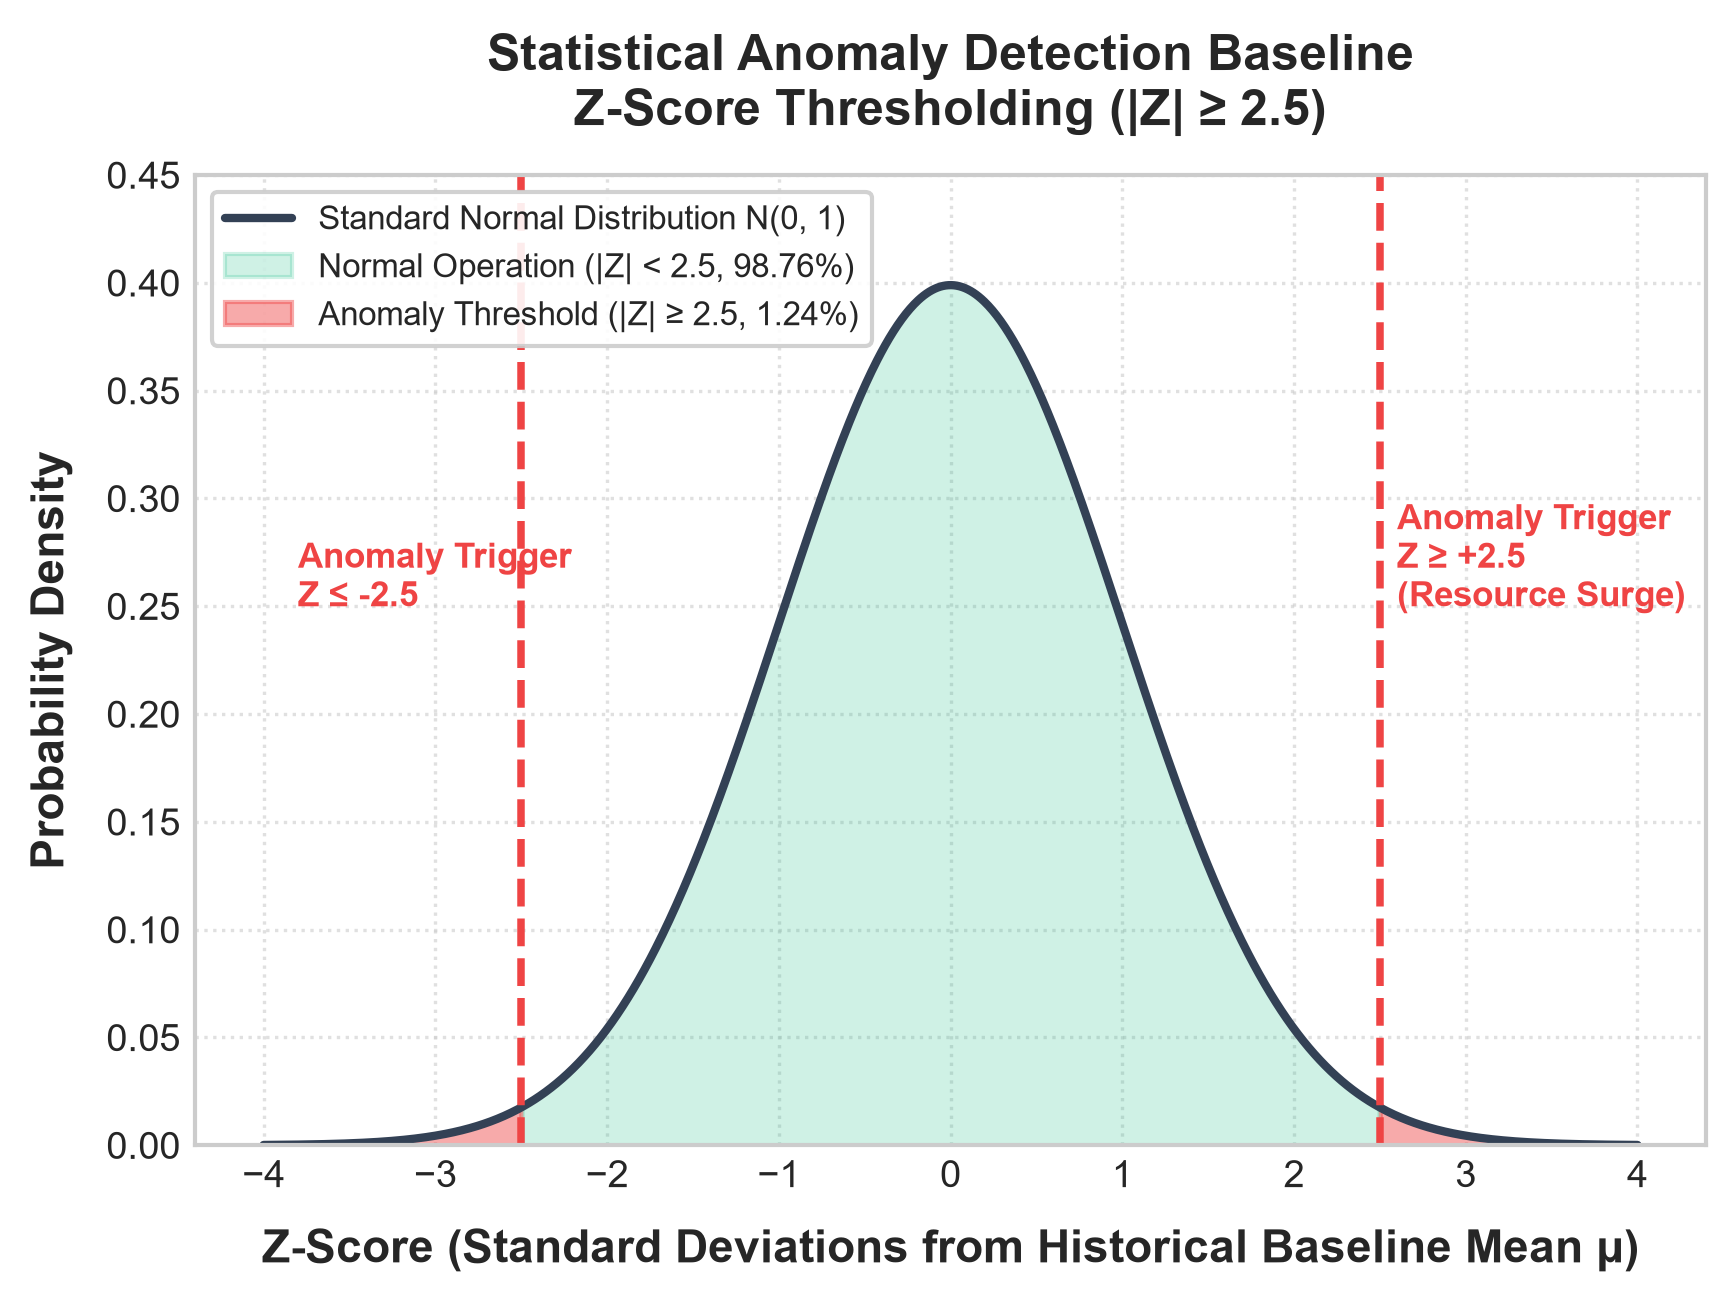 Statistical Anomaly Detection Baseline
Z-Score Thresholding (|Z| ≥ 2.5)
Standard Normal Distribution N(0, 1)
Normal Operation (|Z| < 2.5, 98.76%)
Anomaly Threshold (|Z| ≥ 2.5, 1.24%)
Anomaly Trigger
Z ≤ -2.5
Anomaly Trigger
Z ≥ +2.5
(Resource Surge)
Probability Density
0.45
0.40
0.35
0.30
0.25
0.20
0.15
0.10
0.05
0.00
−4 −3 −2 −1 0 1 2 3 4
Z-Score (Standard Deviations from Historical Baseline Mean μ)